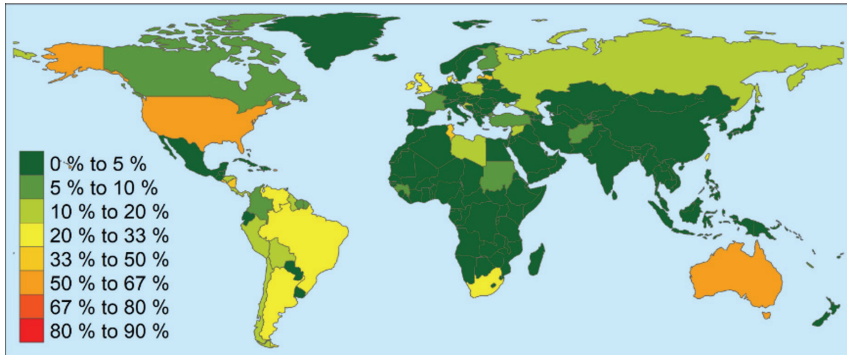 0 % to 5 %
5 % to 10 %
10 % to 20 %
20 % to 33 %
33 % to 50 %
50 % to 67 %
67 % to 80 %
80 % to 90 %